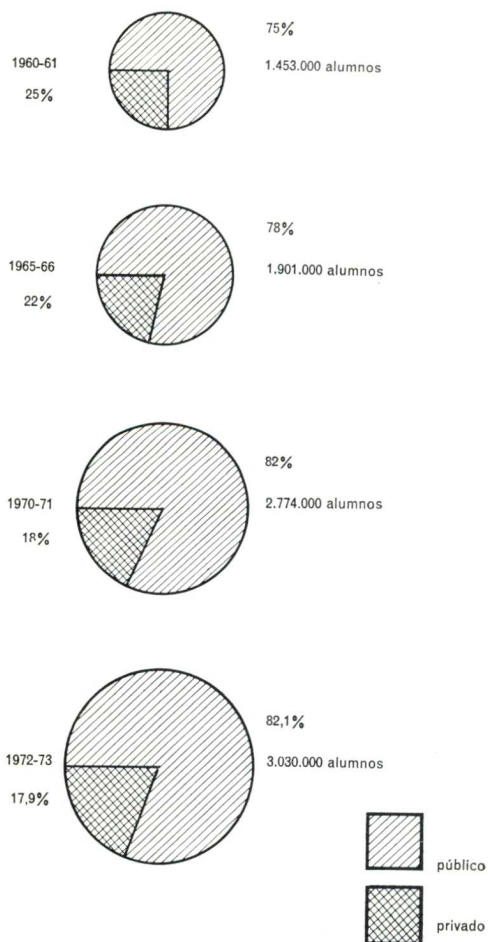 75%
1960-61
1.453.000 alumnos
25%
78%
1965-66
1.901.000 alumnos
22%
82%
1970-71
2.774.000 alumnos
18%
82,1%
1972-73
3.030.000 alumnos
17,9%
público
privado